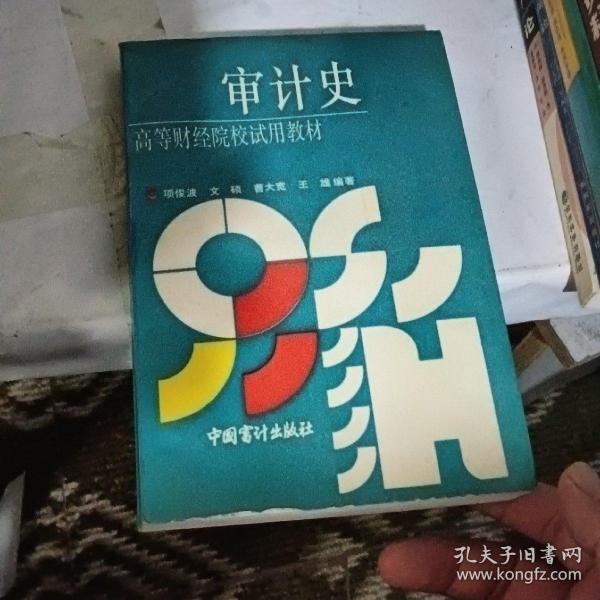 审计史
高等财经院校试用教材
项俊波 文硕 曹大宽 王雄编著
中国审计出版社
孔夫子旧书网
www.kongfz.com